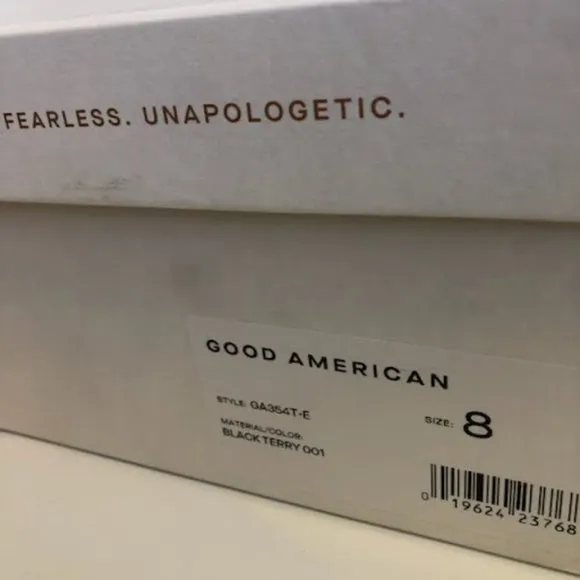 FEARLESS. UNAPOLOGETIC.
GOOD AMERICAN
STYLE: GA354T-E
SIZE: 8
MATERIAL/COLOR:
BLACK TERRY 001
0 19624 23768